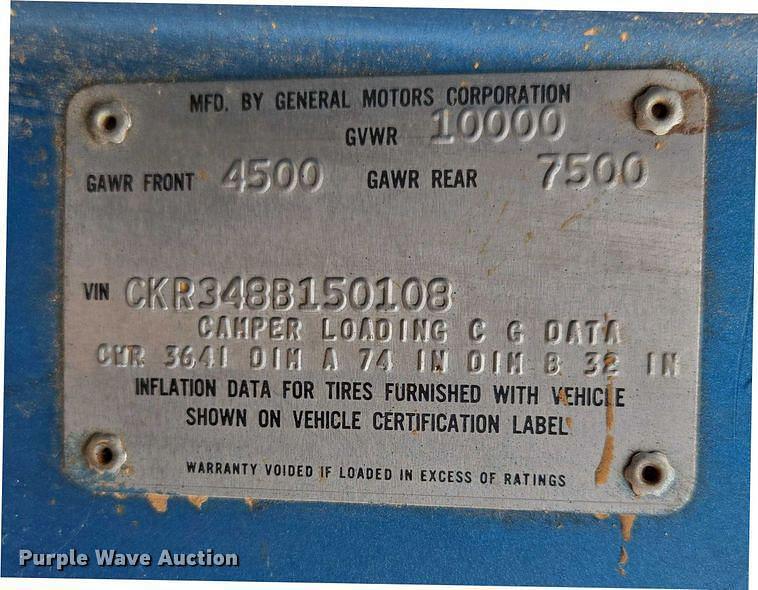 MFD. BY GENERAL MOTORS CORPORATION
GVWR 10000
GAWR FRONT 4500 GAWR REAR 7500
VIN CKR348B150108
CAMPER LOADING C G DATA
CWR 3641 DIM A 74 IN DIM B 32 IN
INFLATION DATA FOR TIRES FURNISHED WITH VEHICLE
SHOWN ON VEHICLE CERTIFICATION LABEL
WARRANTY VOIDED IF LOADED IN EXCESS OF RATINGS
Purple Wave Auction